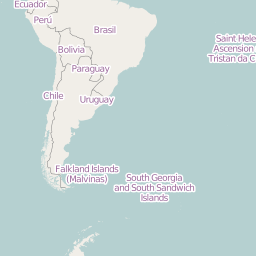 Ecuador
Perú
Brasil
Bolivia
Paraguay
Chile
Uruguay
Saint Hele
Ascension
Tristan da C
Falkland Islands
(Malvinas)
South Georgia
and South Sandwich
Islands